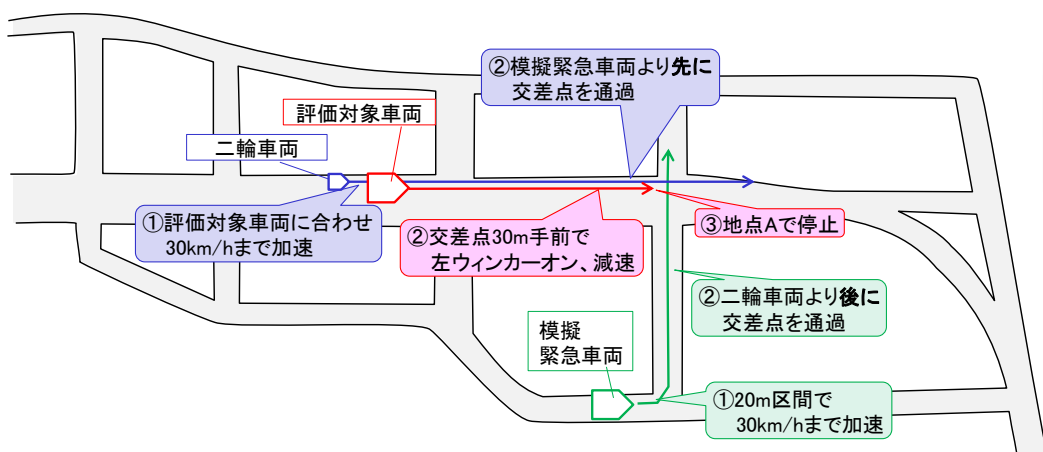 ②模擬緊急車両より先に
交差点を通過
評価対象車両
二輪車両
①評価対象車両に合わせ
30km/hまで加速
②交差点30m手前で
左ウィンカーオン、減速
③地点Aで停止
②二輪車両より後に
交差点を通過
模擬
緊急車両
①20m区間で
30km/hまで加速